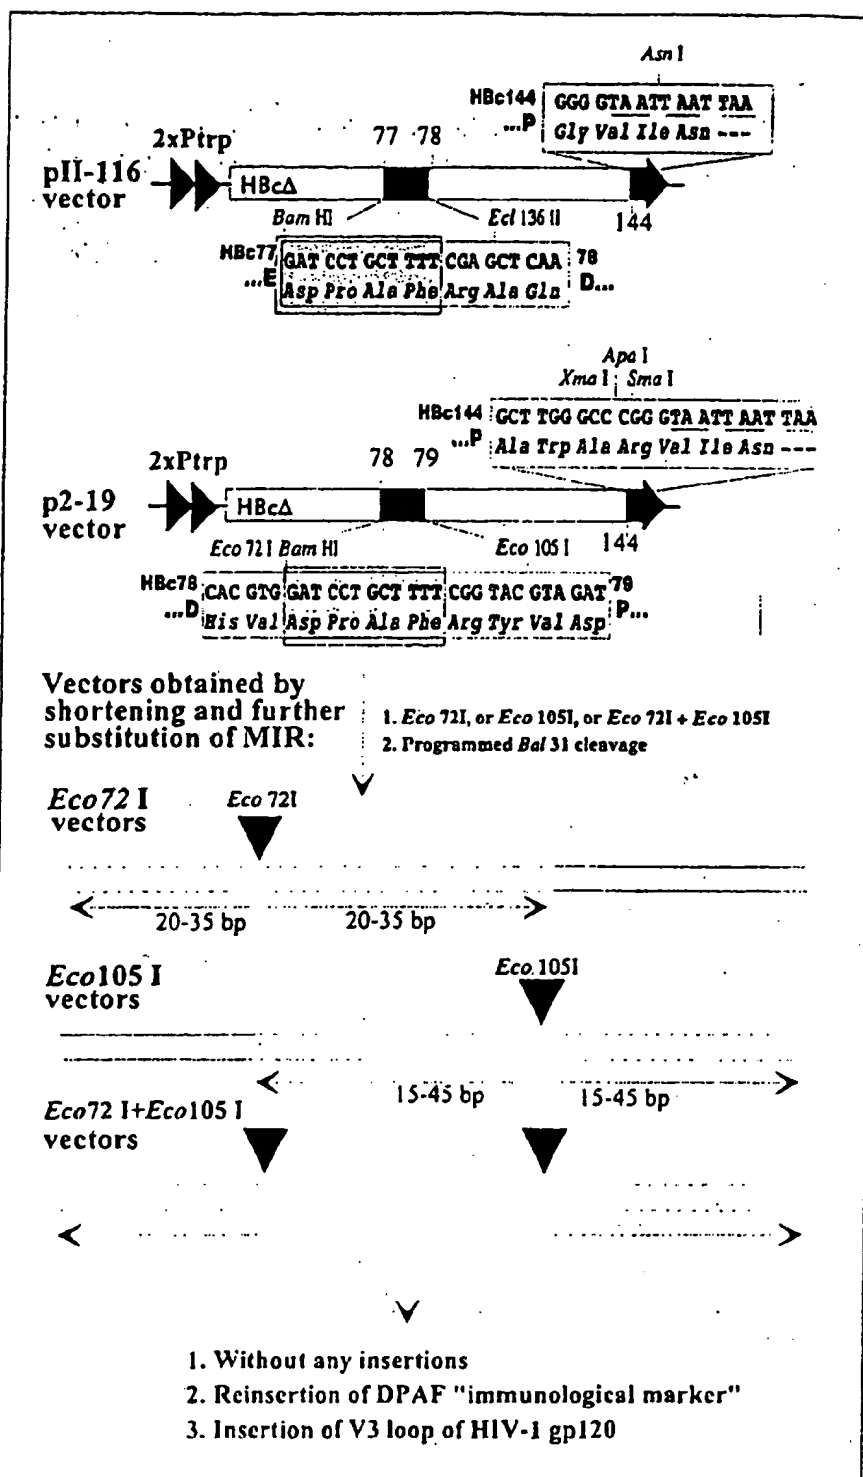 Asn I
HBc144 GGG GTA ATT AAT TAA
...P Gly Val Ile Asn ---
2xPtrp 77 78
pII-116 vector HBcΔ 144
Bam HI Ecl 136 II
HBc77 GAT CCT GCT TTT CGA GCT CAA 78
...E Asp Pro Ala Phe Arg Ala Gln D...
Apa I
Xma I Sma I
HBc144 GCT TGG GCC CGG GTA ATT AAT TAA
...P Ala Trp Ala Arg Val Ile Asn ---
2xPtrp 78 79
p2-19 vector HBcΔ 144
Eco 72I Bam HI Eco 105 I
HBc78 CAC GTG GAT CCT GCT TTT CGG TAC GTA GAT 79
...D His Val Asp Pro Ala Phe Arg Tyr Val Asp P...
Vectors obtained by
shortening and further
substitution of MIR:
1. Eco 72I, or Eco 105I, or Eco 72I + Eco 105I
2. Programmed Bal 31 cleavage
Eco72 I
vectors
Eco 72I
20-35 bp 20-35 bp
Eco105 I
vectors
Eco. 105I
15-45 bp 15-45 bp
Eco72 I+Eco105 I
vectors
1. Without any insertions
2. Reinsertion of DPAF "immunological marker"
3. Insertion of V3 loop of HIV-1 gp120